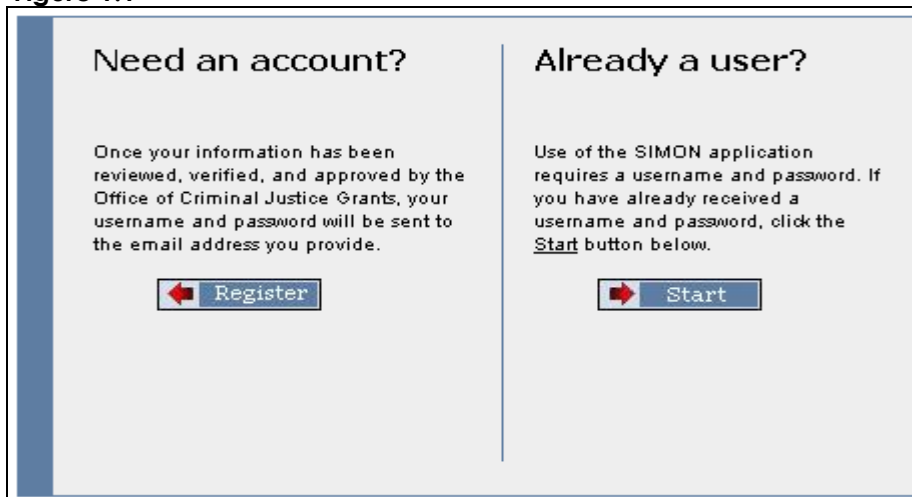 Need an account?
Once your information has been
reviewed, verified, and approved by the
Office of Criminal Justice Grants, your
username and password will be sent to
the email address you provide.
Register
Already a user?
Use of the SIMON application
requires a username and password. If
you have already received a
username and password, click the
Start button below.
Start